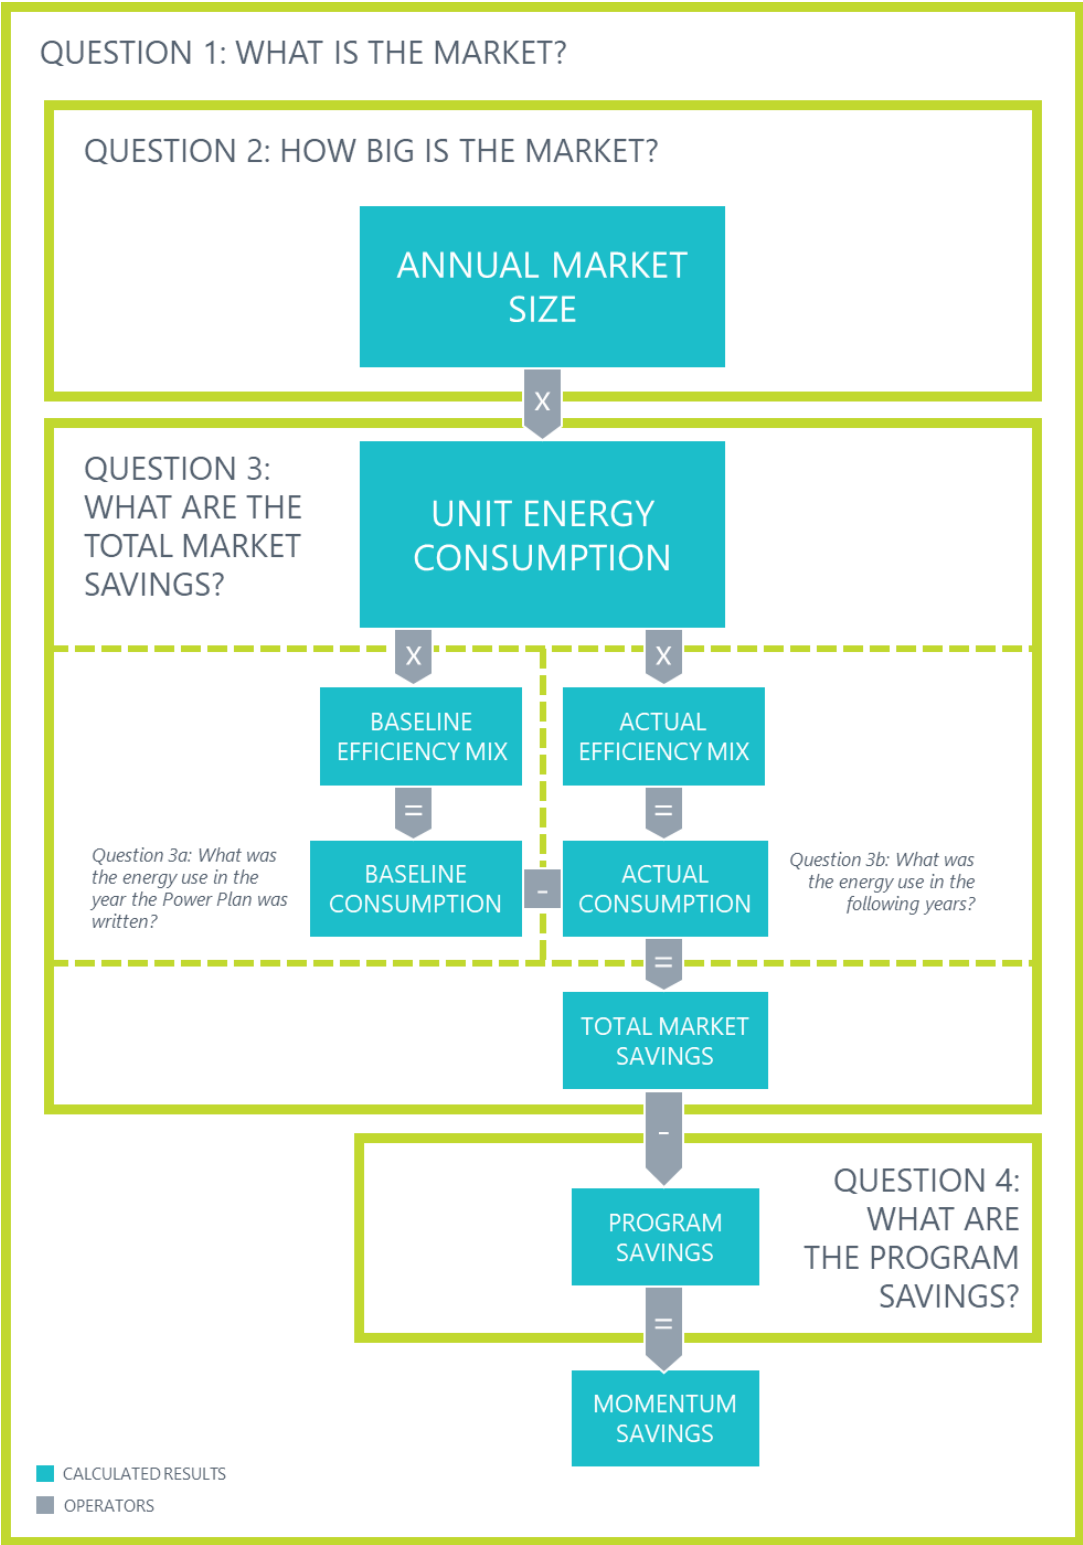 QUESTION 1: WHAT IS THE MARKET?
QUESTION 2: HOW BIG IS THE MARKET?
ANNUAL MARKET
SIZE
X
QUESTION 3:
WHAT ARE THE
TOTAL MARKET
SAVINGS?
UNIT ENERGY
CONSUMPTION
X
X
BASELINE
EFFICIENCY MIX
ACTUAL
EFFICIENCY MIX
=
=
Question 3a: What was
the energy use in the
year the Power Plan was
written?
BASELINE
CONSUMPTION
-
ACTUAL
CONSUMPTION
Question 3b: What was
the energy use in the
following years?
=
TOTAL MARKET
SAVINGS
-
QUESTION 4:
WHAT ARE
THE PROGRAM
SAVINGS?
PROGRAM
SAVINGS
=
MOMENTUM
SAVINGS
CALCULATED RESULTS
OPERATORS